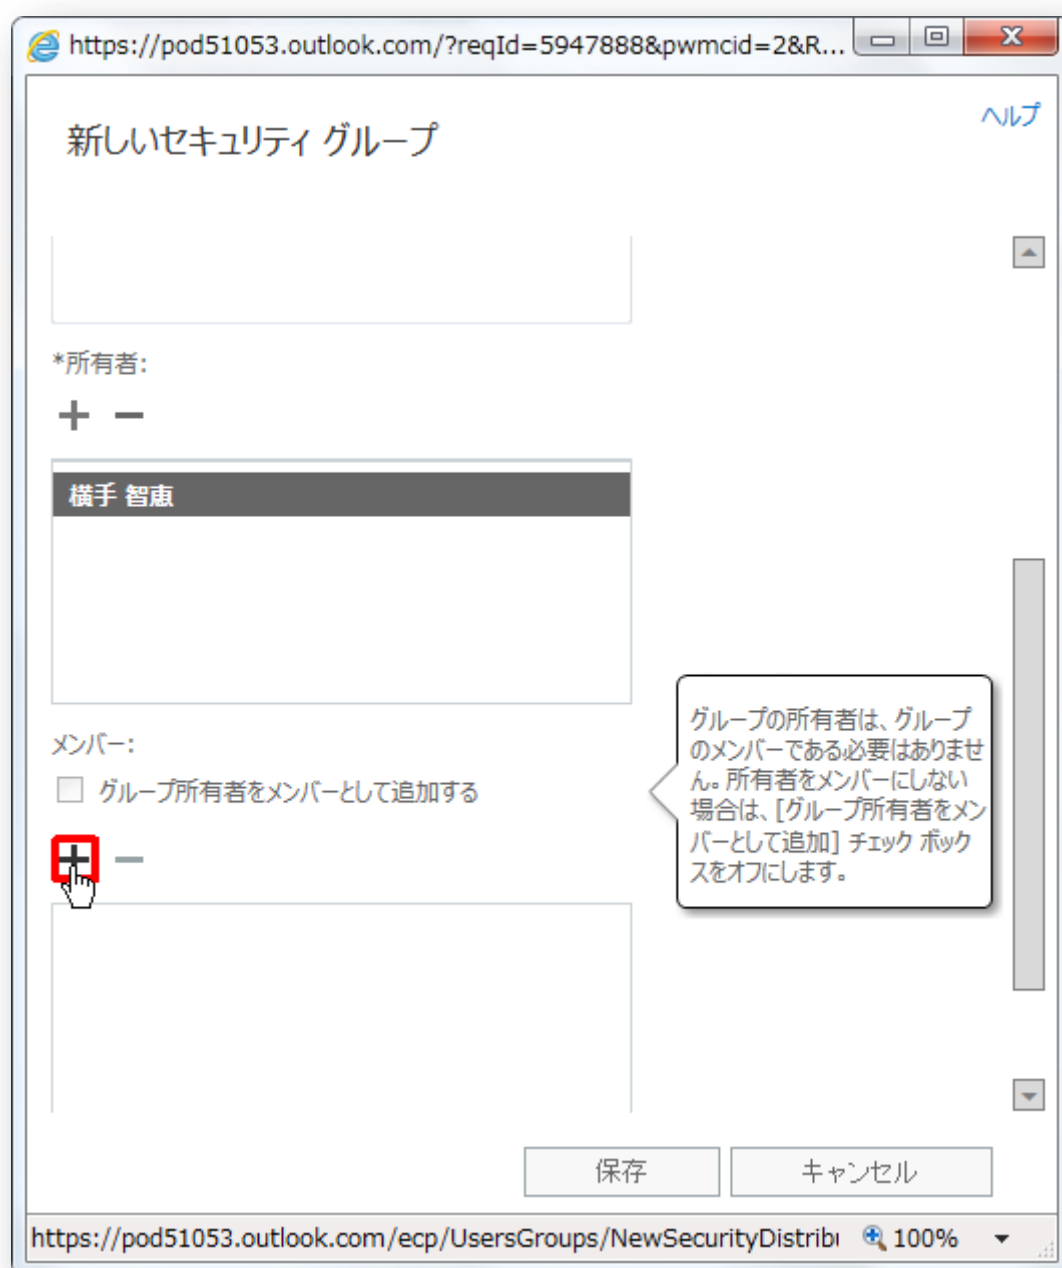 https://pod51053.outlook.com/?reqId=5947888&pwmcid=2&R...
ヘルプ
新しいセキュリティ グループ
*所有者:
横手 智恵
メンバー:
グループ所有者をメンバーとして追加する
グループの所有者は、グループ
のメンバーである必要はありませ
ん。所有者をメンバーにしない
場合は、[グループ所有者をメン
バーとして追加] チェック ボック
スをオフにします。
保存
キャンセル
https://pod51053.outlook.com/ecp/UsersGroups/NewSecurityDistribu
100%